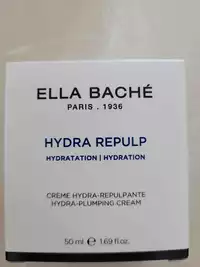 ELLA BACHÉ
PARIS . 1936
HYDRA REPULP
HYDRATATION | HYDRATION
CRÈME HYDRA-REPULPANTE
HYDRA-PLUMPING CREAM
50 ml ℮ 1.69 fl.oz.